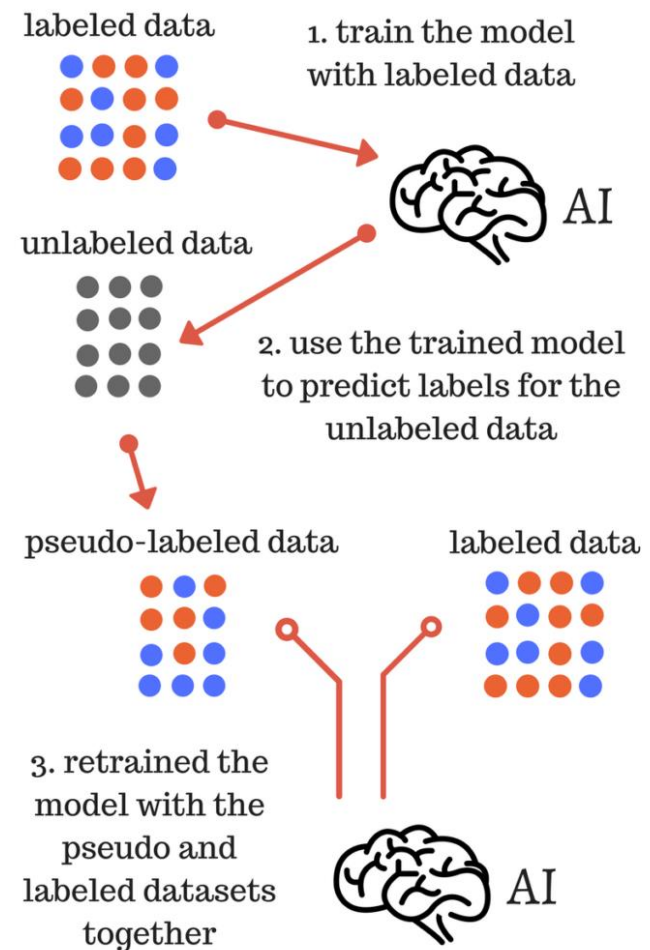 labeled data
1. train the model
with labeled data
AI
unlabeled data
2. use the trained model
to predict labels for the
unlabeled data
pseudo-labeled data
labeled data
3. retrained the
model with the
pseudo and
labeled datasets
together
AI